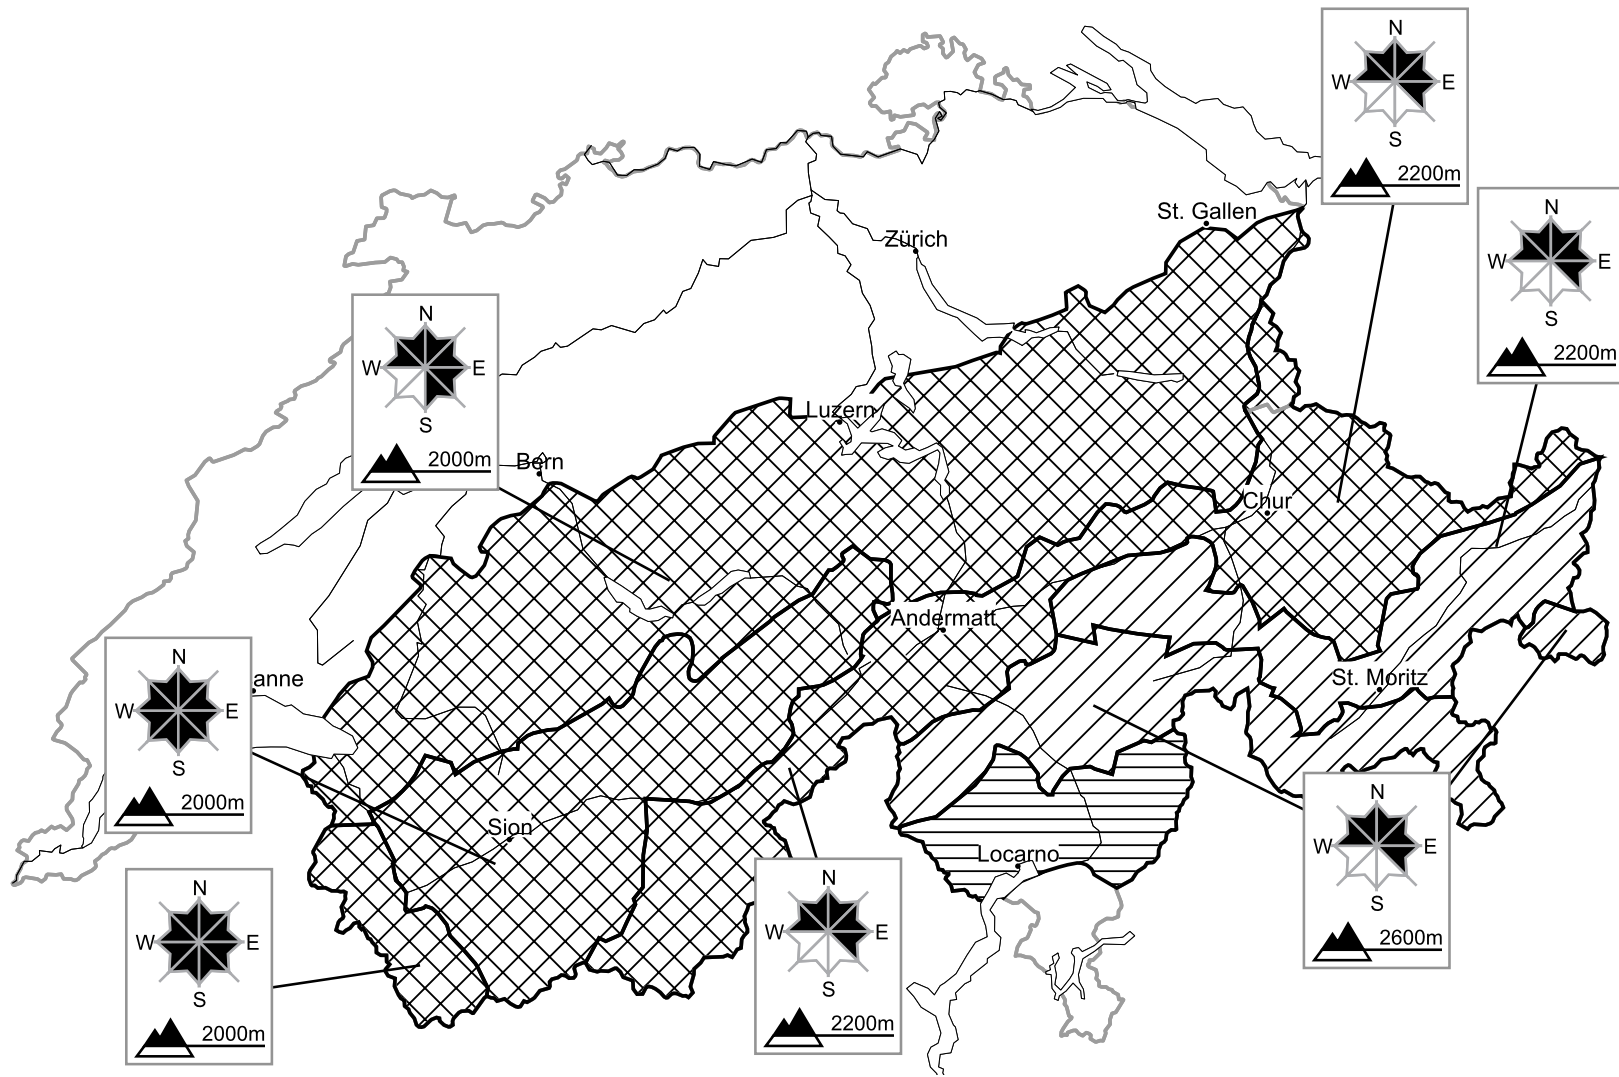 N
W E
S
2200m
N
W E
S
2200m
St. Gallen
Zürich
N
W E
S
2000m
Luzern
Bern
Chur
Andermatt
N
W E
S
2000m
anne
St. Moritz
Sion
Locarno
N
W E
S
2600m
N
W E
S
2200m
N
W E
S
2000m